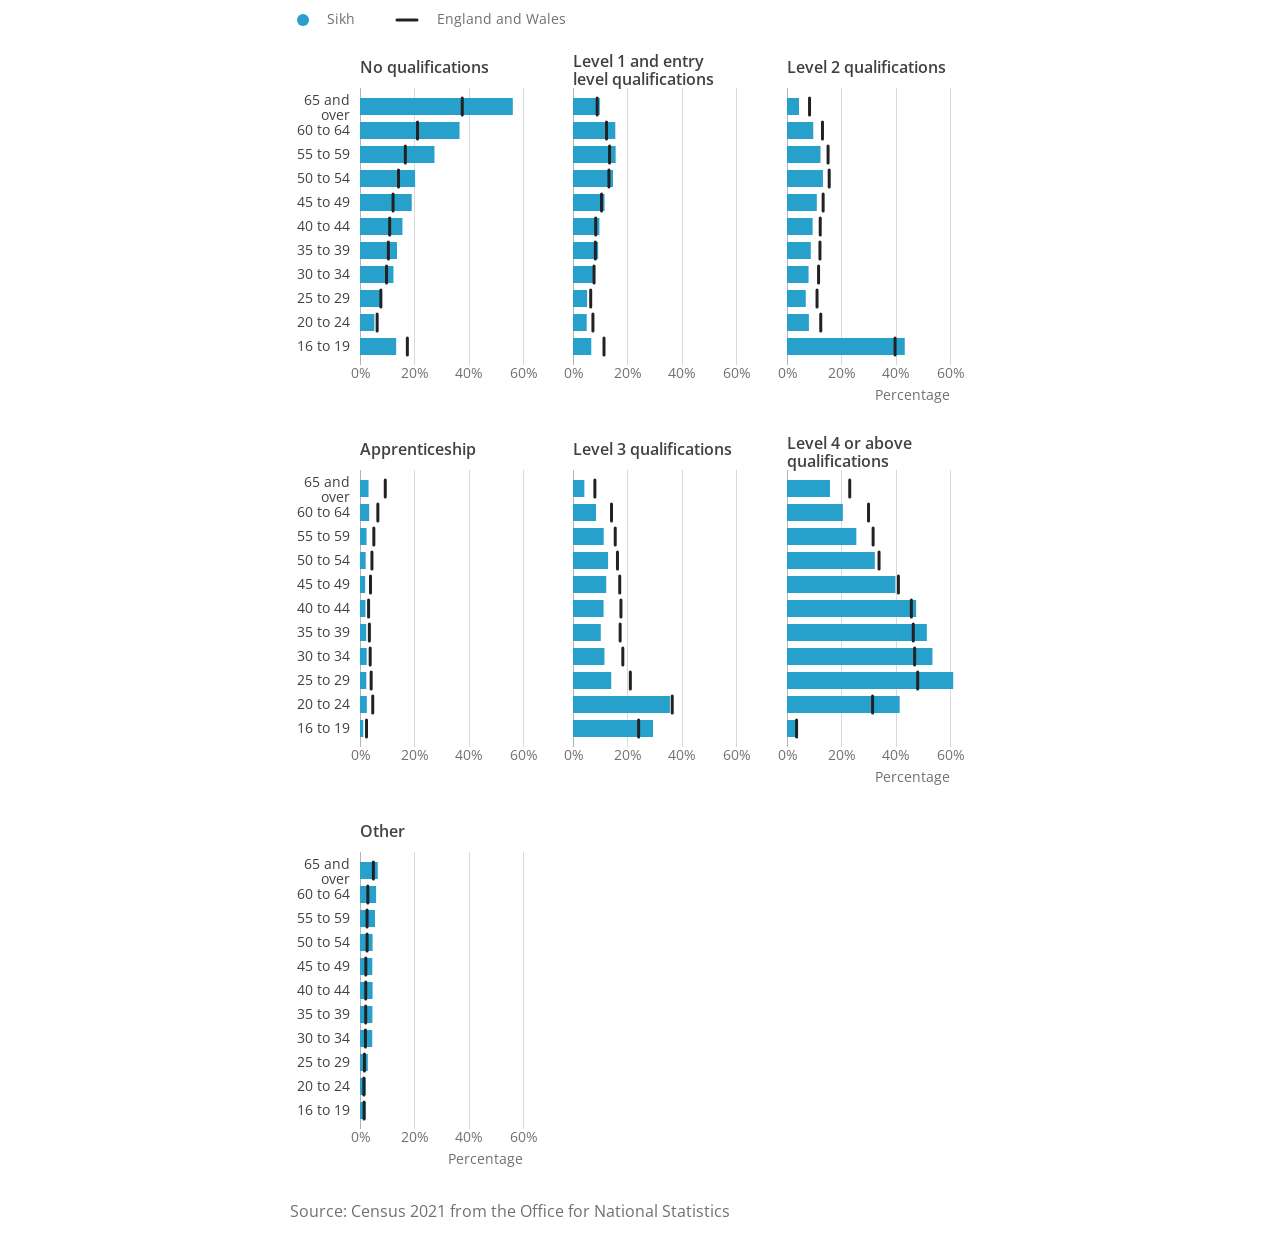 Sikh England and Wales
No qualifications
Level 1 and entry
level qualifications
Level 2 qualifications
65 and
over
60 to 64
55 to 59
50 to 54
45 to 49
40 to 44
35 to 39
30 to 34
25 to 29
20 to 24
16 to 19
0% 20% 40% 60% 0% 20% 40% 60% 0% 20% 40% 60%
Percentage
Apprenticeship
Level 3 qualifications
Level 4 or above
qualifications
65 and
over
60 to 64
55 to 59
50 to 54
45 to 49
40 to 44
35 to 39
30 to 34
25 to 29
20 to 24
16 to 19
0% 20% 40% 60% 0% 20% 40% 60% 0% 20% 40% 60%
Percentage
Other
65 and
over
60 to 64
55 to 59
50 to 54
45 to 49
40 to 44
35 to 39
30 to 34
25 to 29
20 to 24
16 to 19
0% 20% 40% 60%
Percentage
Source: Census 2021 from the Office for National Statistics